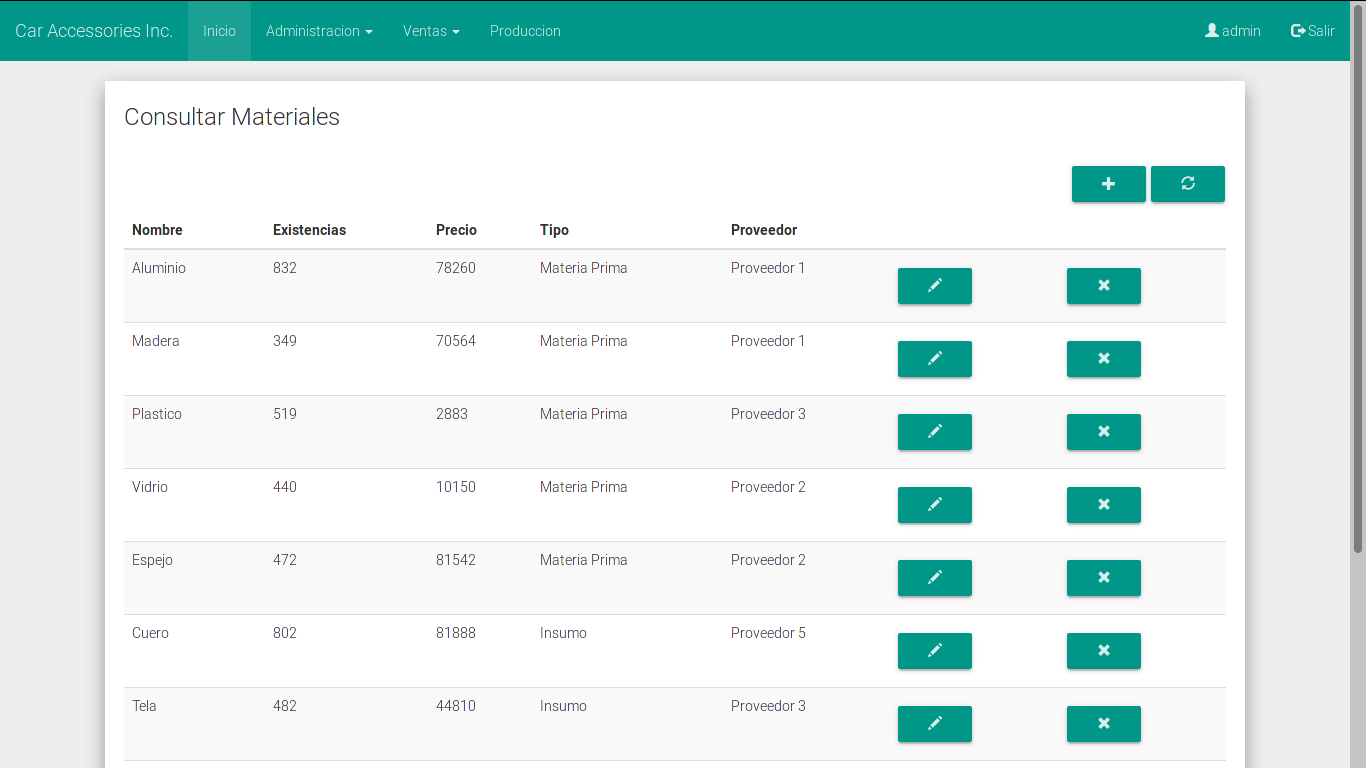 Car Accessories Inc. Inicio Administracion Ventas Produccion admin Salir
Consultar Materiales
Nombre Existencias Precio Tipo Proveedor
Aluminio 832 78260 Materia Prima Proveedor 1
Madera 349 70564 Materia Prima Proveedor 1
Plastico 519 2883 Materia Prima Proveedor 3
Vidrio 440 10150 Materia Prima Proveedor 2
Espejo 472 81542 Materia Prima Proveedor 2
Cuero 802 81888 Insumo Proveedor 5
Tela 482 44810 Insumo Proveedor 3